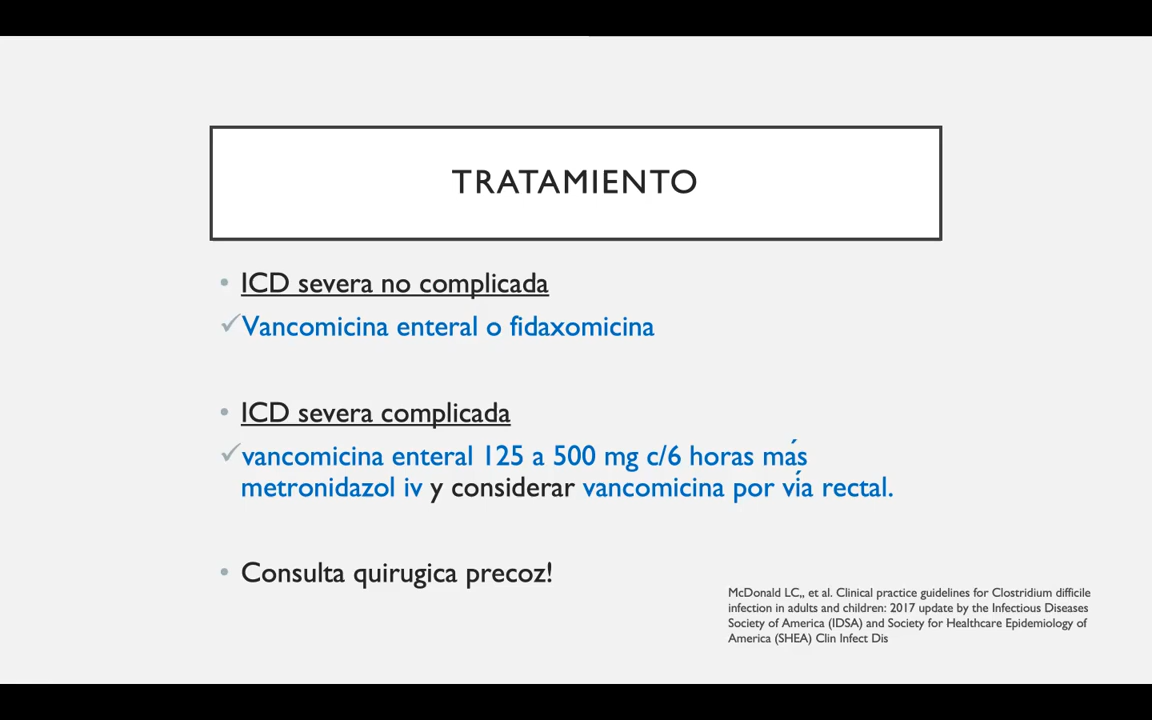 TRATAMIENTO
• ICD severa no complicada
✓Vancomicina enteral o fidaxomicina
• ICD severa complicada
✓vancomicina enteral 125 a 500 mg c/6 horas más
metronidazol iv y considerar vancomicina por vía rectal.
• Consulta quirugica precoz!
McDonald LC,, et al. Clinical practice guidelines for Clostridium difficile
infection in adults and children: 2017 update by the Infectious Diseases
Society of America (IDSA) and Society for Healthcare Epidemiology of
America (SHEA) Clin Infect Dis